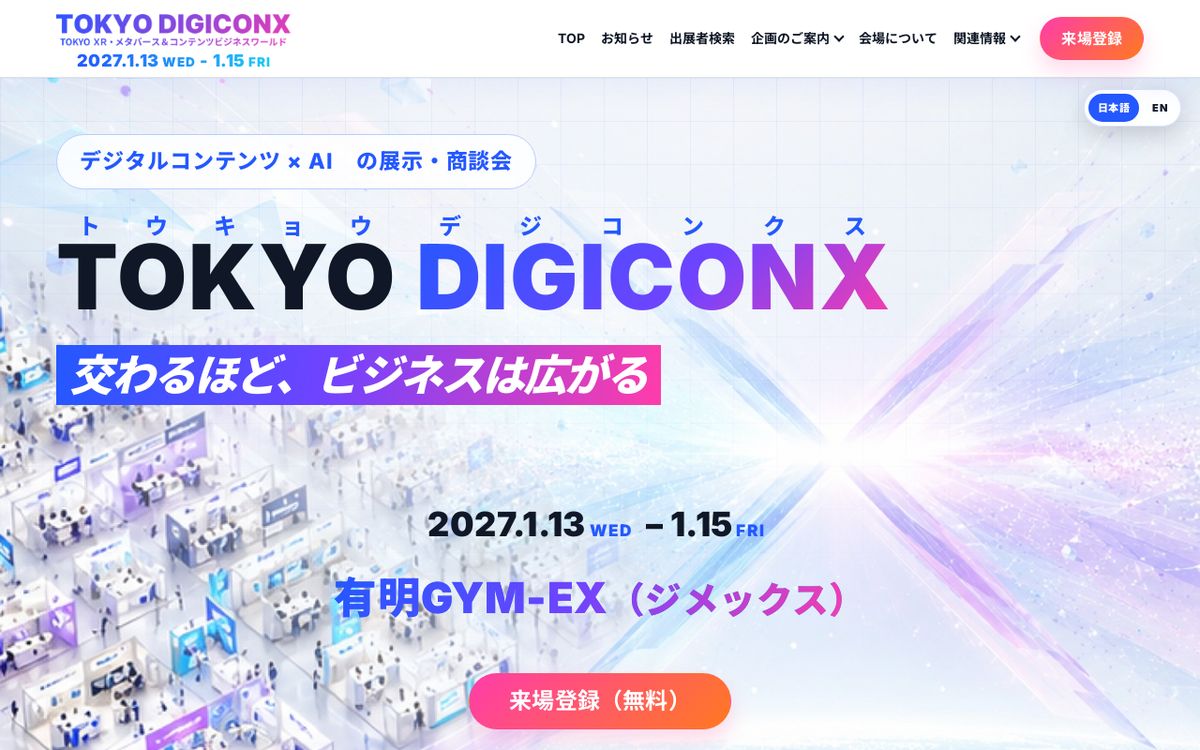 TOKYO DIGICONX
TOKYO XR・メタバース＆コンテンツビジネスワールド
2027.1.13 WED - 1.15 FRI
TOP お知らせ 出展者検索 企画のご案内 会場について 関連情報 来場登録
日本語 EN
デジタルコンテンツ × AI　の展示・商談会
トウキョウ デジコンクス
TOKYO DIGICONX
交わるほど、ビジネスは広がる
2027.1.13 WED – 1.15 FRI
有明GYM-EX（ジメックス）
来場登録（無料）